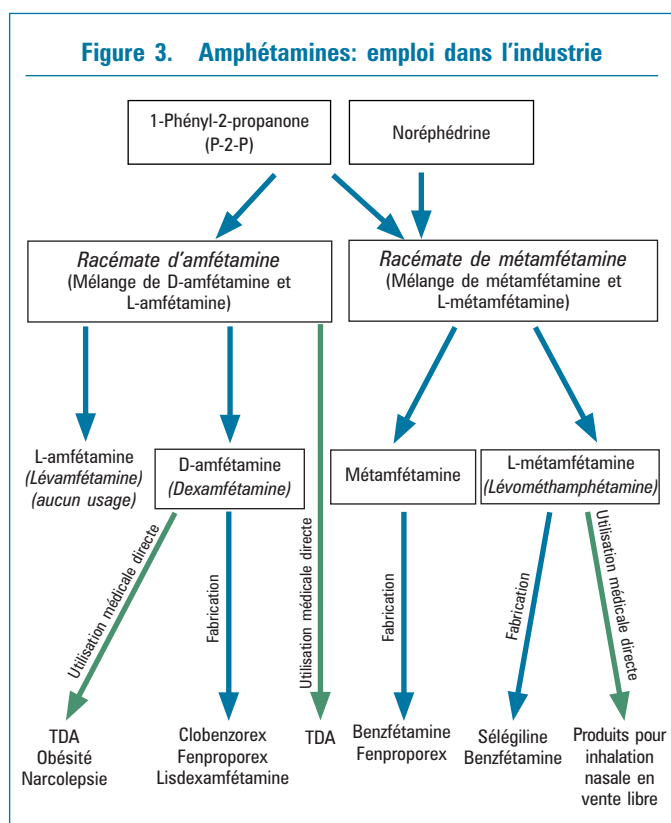 Figure 3. Amphétamines: emploi dans l'industrie
1-Phényl-2-propanone
(P-2-P)
Noréphédrine
Racémate d'amfétamine
(Mélange de D-amfétamine et
L-amfétamine)
Racémate de métamfétamine
(Mélange de métamfétamine et
L-métamfétamine)
L-amfétamine
(Lévamfétamine)
(aucun usage)
D-amfétamine
(Dexamfétamine)
Métamfétamine
L-métamfétamine
(Lévométhamphétamine)
Utilisation médicale directe
Fabrication
Utilisation médicale directe
Fabrication
Fabrication
Utilisation médicale directe
TDA
Obésité
Narcolepsie
Clobenzorex
Fenproporex
Lisdexamfétamine
TDA
Benzfétamine
Fenproporex
Sélégiline
Benzfétamine
Produits pour
inhalation
nasale en
vente libre